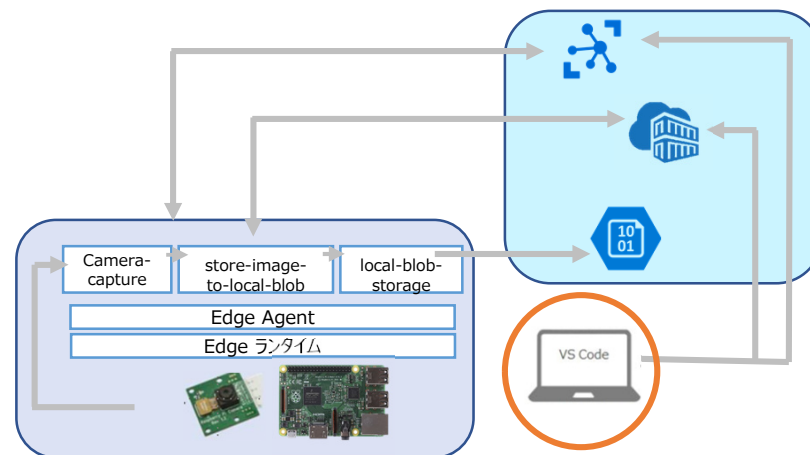 10
01
Camera-
capture
store-image-
to-local-blob
local-blob-
storage
Edge Agent
Edge ランタイム
VS Code